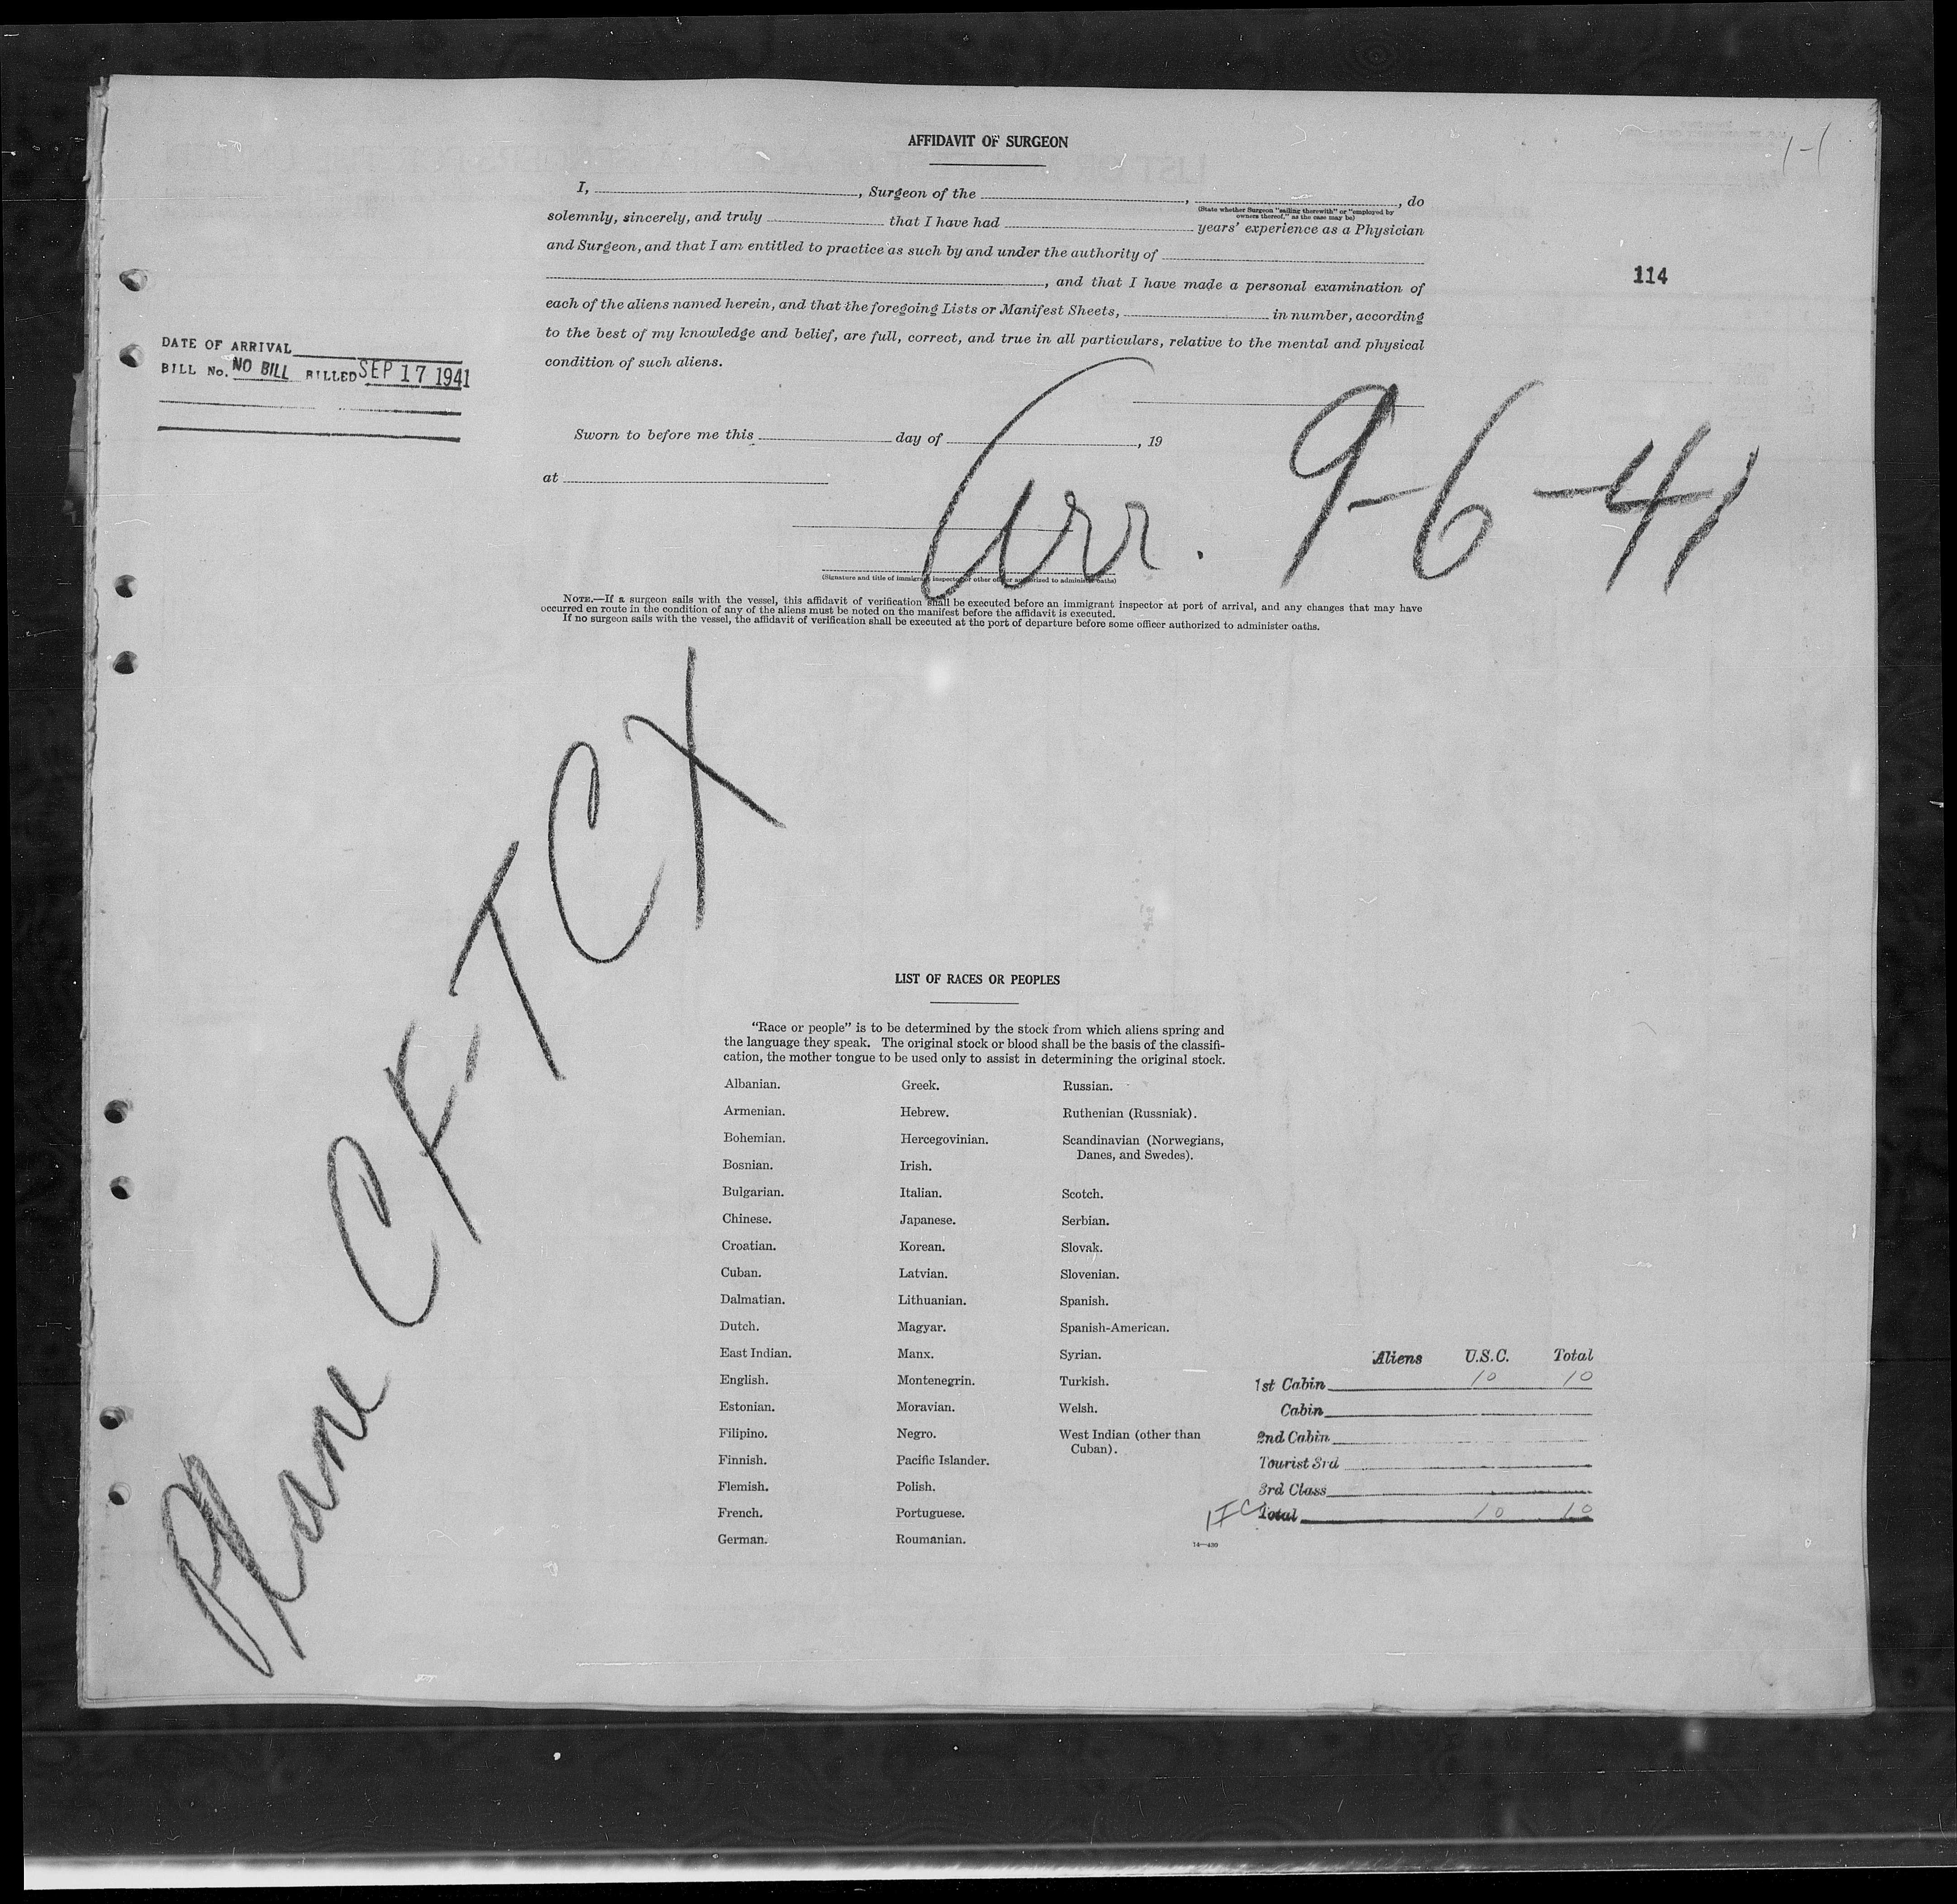 AFFIDAVIT OF SURGEON
1-1
I, , Surgeon of the , , do
(State whether Surgeon "sailing therewith" or "employed by
owners thereof," as the case may be)
solemnly, sincerely, and truly that I have had years' experience as a Physician
and Surgeon, and that I am entitled to practice as such by and under the authority of
, and that I have made a personal examination of
114
each of the aliens named herein, and that the foregoing Lists or Manifest Sheets, in number, according
to the best of my knowledge and belief, are full, correct, and true in all particulars, relative to the mental and physical
condition of such aliens.
DATE OF ARRIVAL
BILL No. NO BILL BILLED SEP 17 1941
Sworn to before me this day of , 19
at
Arr. 9-6-41
(Signature and title of immigrant inspector or other officer authorized to administer oaths)
NOTE.—If a surgeon sails with the vessel, this affidavit of verification shall be executed before an immigrant inspector at port of arrival, and any changes that may have
occurred en route in the condition of any of the aliens must be noted on the manifest before the affidavit is executed.
If no surgeon sails with the vessel, the affidavit of verification shall be executed at the port of departure before some officer authorized to administer oaths.
Plane CF-TCX
LIST OF RACES OR PEOPLES
"Race or people" is to be determined by the stock from which aliens spring and
the language they speak. The original stock or blood shall be the basis of the classifi-
cation, the mother tongue to be used only to assist in determining the original stock.
Albanian.
Armenian.
Bohemian.
Bosnian.
Bulgarian.
Chinese.
Croatian.
Cuban.
Dalmatian.
Dutch.
East Indian.
English.
Estonian.
Filipino.
Finnish.
Flemish.
French.
German.
Greek.
Hebrew.
Hercegovinian.
Irish.
Italian.
Japanese.
Korean.
Latvian.
Lithuanian.
Magyar.
Manx.
Montenegrin.
Moravian.
Negro.
Pacific Islander.
Polish.
Portuguese.
Roumanian.
Russian.
Ruthenian (Russniak).
Scandinavian (Norwegians,
Danes, and Swedes).
Scotch.
Serbian.
Slovak.
Slovenian.
Spanish.
Spanish-American.
Syrian.
Turkish.
Welsh.
West Indian (other than
Cuban).
14—430
Aliens U.S.C. Total
1st Cabin 10 10
Cabin
2nd Cabin
Tourist 3rd
3rd Class
Total 10 10